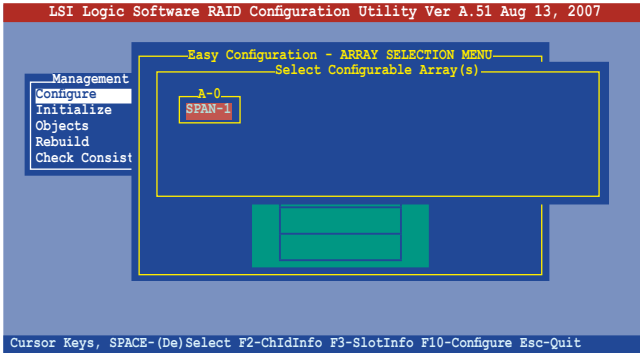 LSI Logic Software RAID Configuration Utility Ver A.51 Aug 13, 2007
Easy Configuration - ARRAY SELECTION MENU
Select Configurable Array(s)
Management
Configure
Initialize
Objects
Rebuild
Check Consist
A-0
SPAN-1
Cursor Keys, SPACE-(De)Select F2-ChIdInfo F3-SlotInfo F10-Configure Esc-Quit